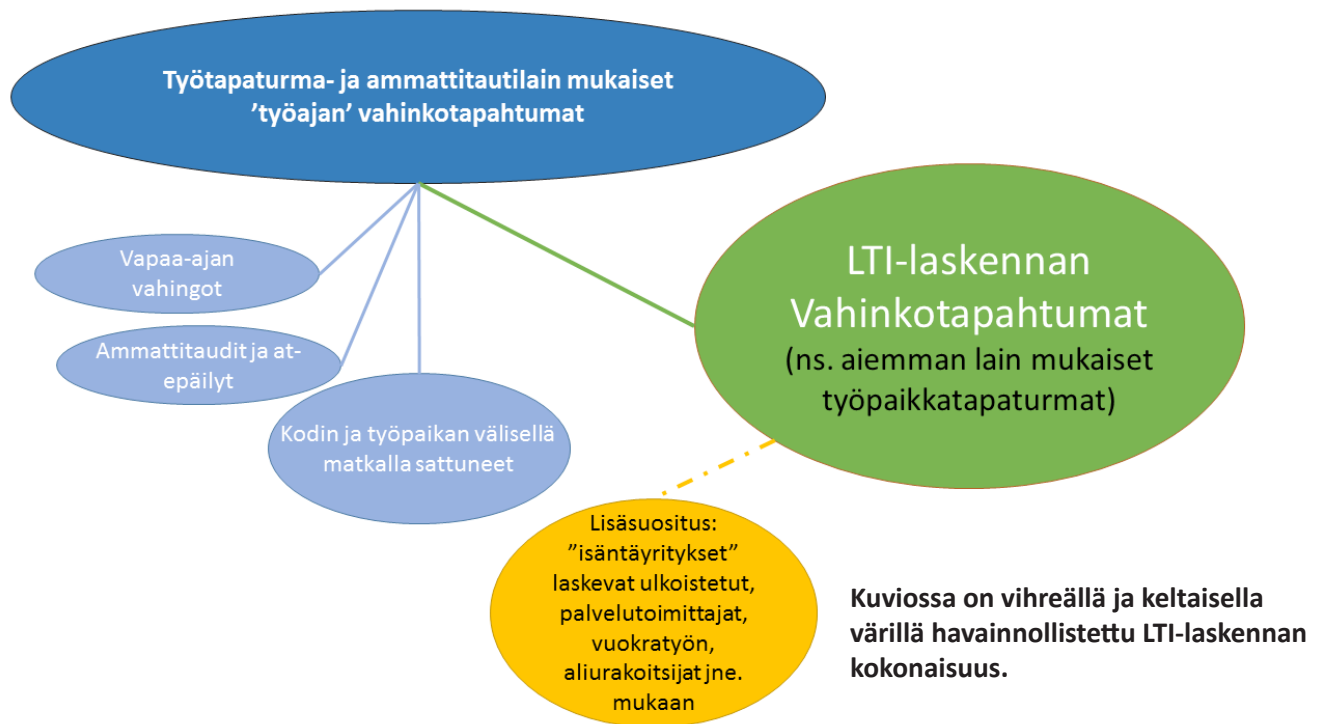 Työtapaturma- ja ammattitautilain mukaiset
’työajan’ vahinkotapahtumat
Vapaa-ajan
vahingot
Ammattitaudit ja at-
epäilyt
Kodin ja työpaikan välisellä
matkalla sattuneet
LTI-laskennan
Vahinkotapahtumat
(ns. aiemman lain mukaiset
työpaikkatapaturmat)
Lisäsuositus:
”isäntäyritykset”
laskevat ulkoistetut,
palvelutoimittajat,
vuokratyön,
aliurakoitsijat jne.
mukaan
Kuviossa on vihreällä ja keltaisella
värillä havainnollistettu LTI-laskennan
kokonaisuus.